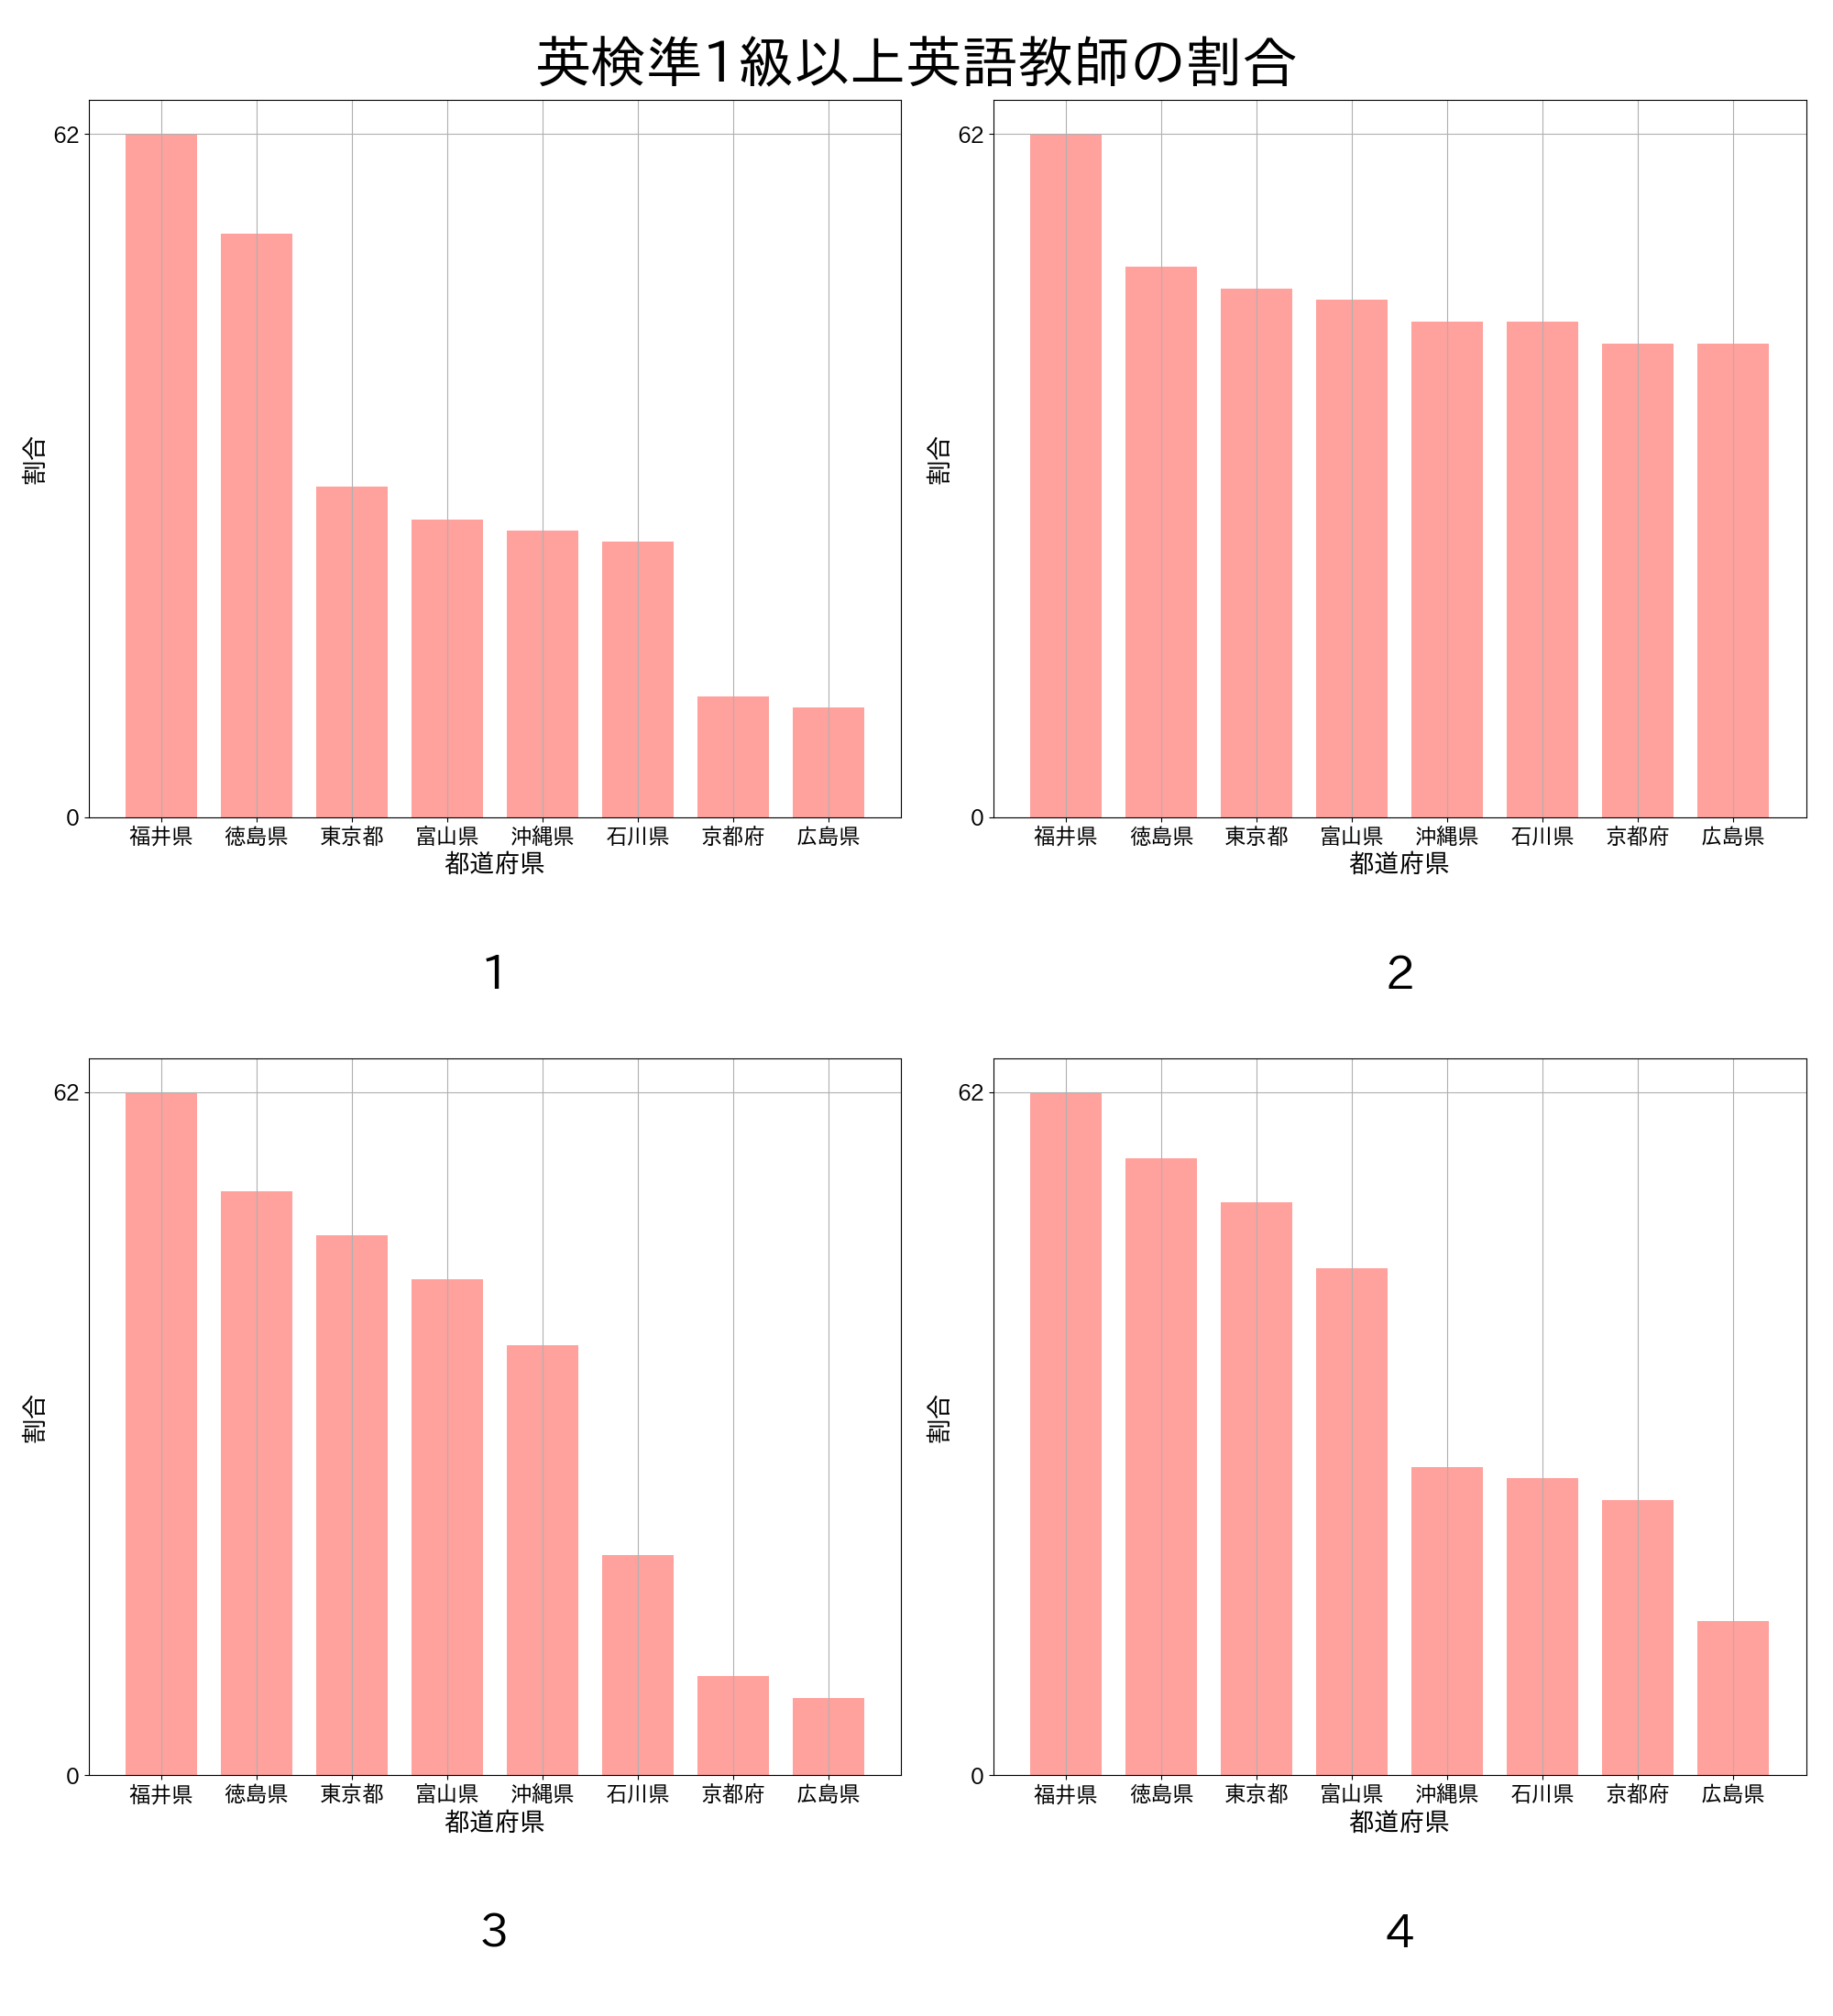 英検準1級以上英語教師の割合
62
0
割合
福井県 徳島県 東京都 富山県 沖縄県 石川県 京都府 広島県
都道府県
1
62
0
割合
福井県 徳島県 東京都 富山県 沖縄県 石川県 京都府 広島県
都道府県
2
62
0
割合
福井県 徳島県 東京都 富山県 沖縄県 石川県 京都府 広島県
都道府県
3
62
0
割合
福井県 徳島県 東京都 富山県 沖縄県 石川県 京都府 広島県
都道府県
4